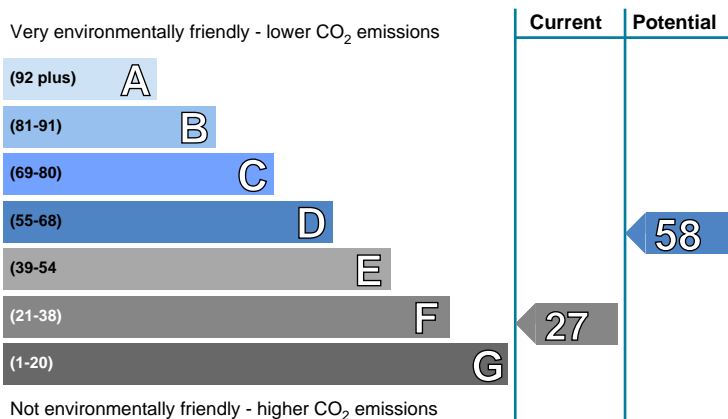 Current Potential
Very environmentally friendly - lower CO2 emissions
(92 plus) A
(81-91) B
(69-80) C
(55-68) D
58
(39-54 E
(21-38) F
27
(1-20) G
Not environmentally friendly - higher CO2 emissions